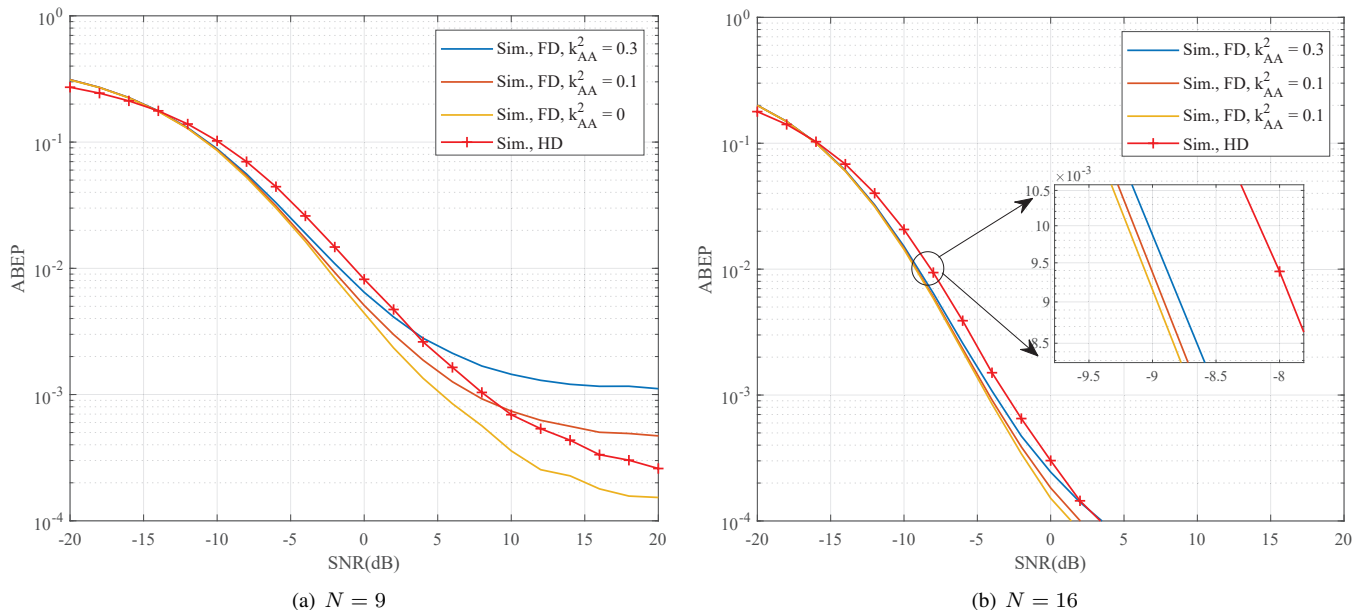 10^0
10^-1
10^-2
10^-3
10^-4
ABEP
-20 -15 -10 -5 0 5 10 15 20
SNR(dB)
Sim., FD, k^2_AA = 0.3
Sim., FD, k^2_AA = 0.1
Sim., FD, k^2_AA = 0
Sim., HD
(a) N = 9
10^0
10^-1
10^-2
10^-3
10^-4
ABEP
-20 -15 -10 -5 0 5 10 15 20
SNR(dB)
Sim., FD, k^2_AA = 0.3
Sim., FD, k^2_AA = 0.1
Sim., FD, k^2_AA = 0.1
Sim., HD
×10^-3
10.5
10
9.5
9
8.5
-9.5 -9 -8.5 -8
(b) N = 16